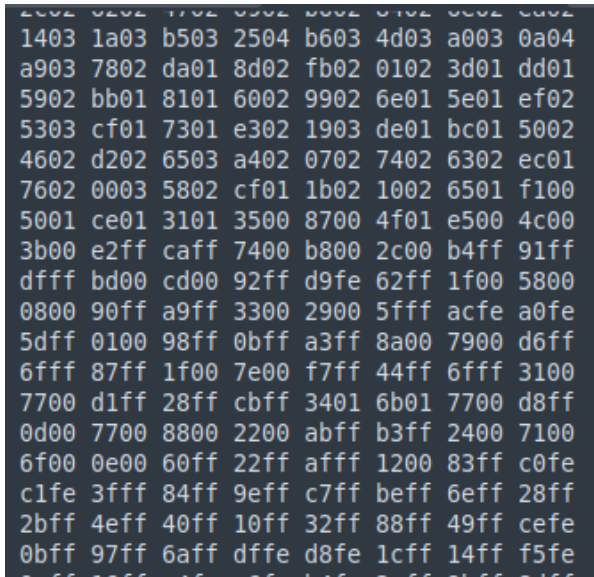 1403 1a03 b503 2504 b603 4d03 a003 0a04
a903 7802 da01 8d02 fb02 0102 3d01 dd01
5902 bb01 8101 6002 9902 6e01 5e01 ef02
5303 cf01 7301 e302 1903 de01 bc01 5002
4602 d202 6503 a402 0702 7402 6302 ec01
7602 0003 5802 cf01 1b02 1002 6501 f100
5001 ce01 3101 3500 8700 4f01 e500 4c00
3b00 e2ff caff 7400 b800 2c00 b4ff 91ff
dfff bd00 cd00 92ff d9fe 62ff 1f00 5800
0800 90ff a9ff 3300 2900 5fff acfe a0fe
5dff 0100 98ff 0bff a3ff 8a00 7900 d6ff
6fff 87ff 1f00 7e00 f7ff 44ff 6fff 3100
7700 d1ff 28ff cbff 3401 6b01 7700 d8ff
0d00 7700 8800 2200 abff b3ff 2400 7100
6f00 0e00 60ff 22ff afff 1200 83ff c0fe
c1fe 3fff 84ff 9eff c7ff beff 6eff 28ff
2bff 4eff 40ff 10ff 32ff 88ff 49ff cefe
0bff 97ff 6aff dffe d8fe 1cff 14ff f5fe